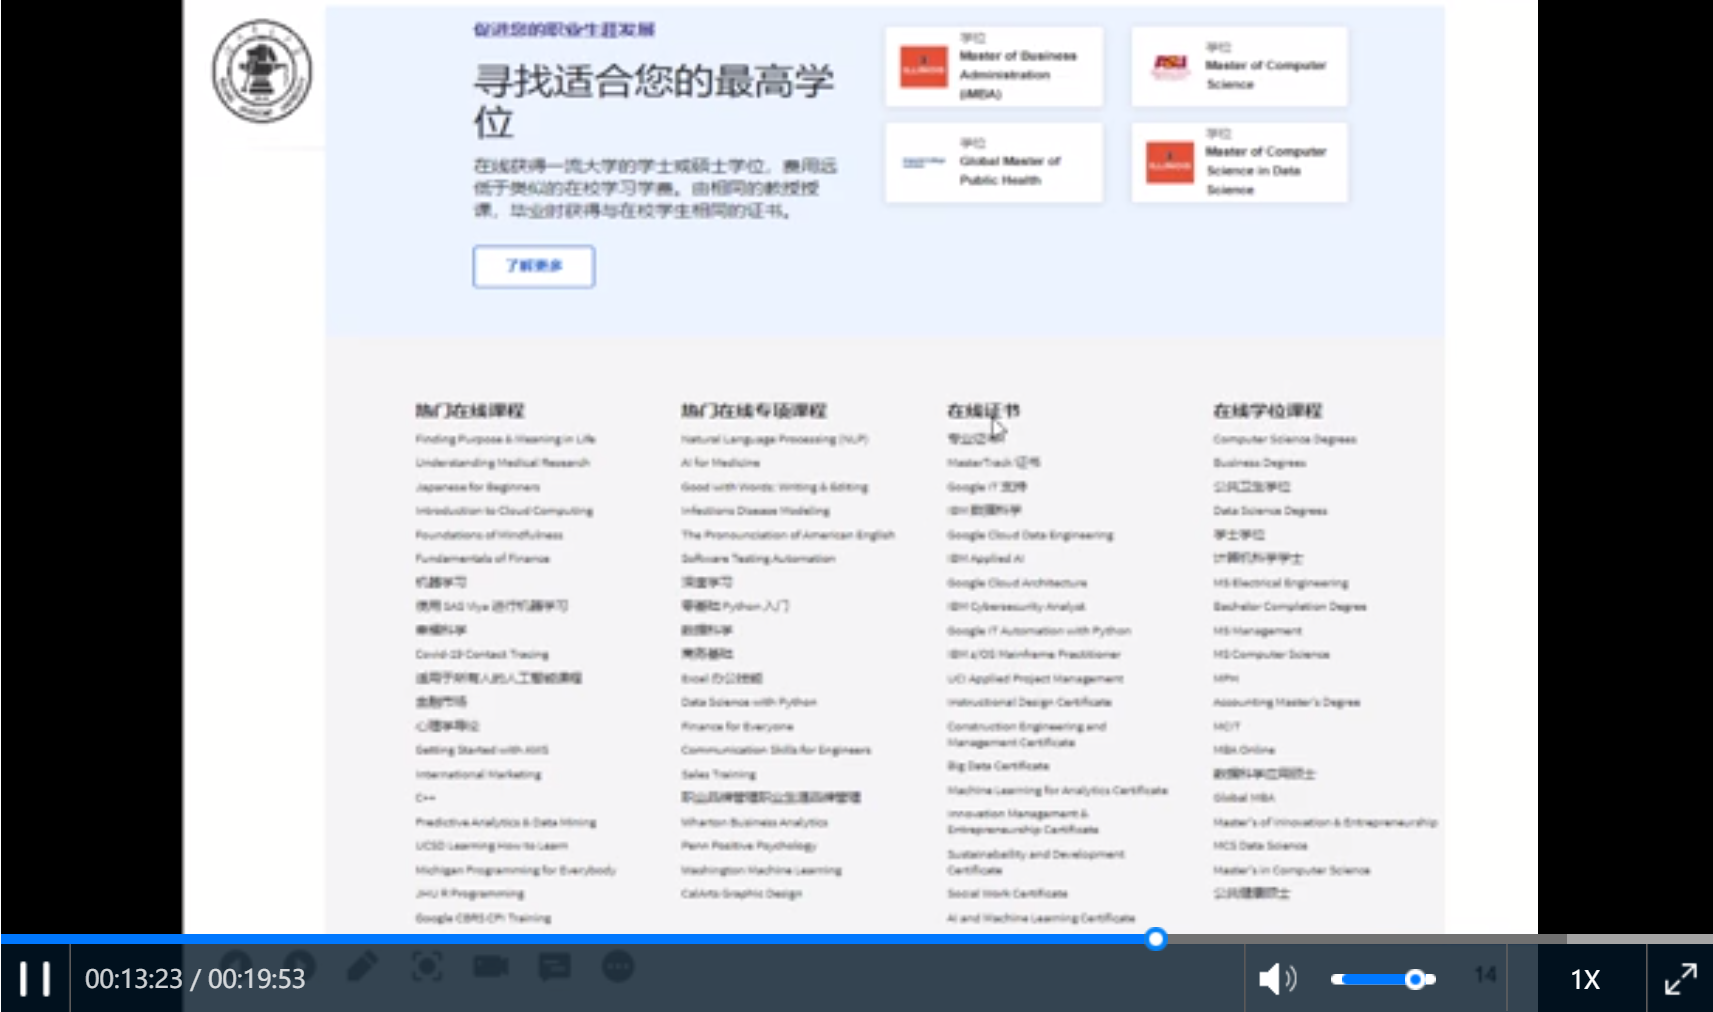 促进您的职业生涯发展
寻找适合您的最高学
位
在线获得一流大学的学士或硕士学位，费用远
低于类似的在校学习学费。由相同的教授授
课，毕业时获得与在校学生相同的证书。
了解更多
学位
Master of Business
Administration
(iMBA)
ILLINOIS
学位
Master of Computer
Science
ASU
学位
Global Master of
Public Health
学位
Master of Computer
Science in Data
Science
ILLINOIS
热门在线课程
Finding Purpose & Meaning in Life
Understanding Medical Research
Japanese for Beginners
Introduction to Cloud Computing
Foundations of Mindfulness
Fundamentals of Finance
机器学习
使用 SAS Viya 进行机器学习
幸福科学
Covid-19 Contact Tracing
适用于所有人的人工智能课程
金融市场
心理学导论
Getting Started with AWS
International Marketing
C++
Predictive Analytics & Data Mining
UCSD Learning How to Learn
Michigan Programming for Everybody
JHU R Programming
Google CBRS CPI Training
热门在线专项课程
Natural Language Processing (NLP)
AI for Medicine
Good with Words: Writing & Editing
Infections Disease Modeling
The Pronounciation of American English
Software Testing Automation
深度学习
零基础 Python 入门
数据科学
商务基础
Excel 办公技能
Data Science with Python
Finance for Everyone
Communication Skills for Engineers
Sales Training
职业品牌管理职业生涯品牌管理
Wharton Business Analytics
Penn Positive Psychology
Washington Machine Learning
CalArts Graphic Design
在线证书
专业证书
MasterTrack 证书
Google IT 支持
IBM 数据科学
Google Cloud Data Engineering
IBM Applied AI
Google Cloud Architecture
IBM Cybersecurity Analyst
Google IT Automation with Python
IBM z/OS Mainframe Practitioner
UCI Applied Project Management
Instructional Design Certificate
Construction Engineering and
Management Certificate
Big Data Certificate
Machine Learning for Analytics Certificate
Innovation Management &
Entrepreneurship Certificate
Sustainabaility and Development
Certificate
Social Work Certificate
AI and Machine Learning Certificate
在线学位课程
Computer Science Degrees
Business Degrees
公共卫生学位
Data Science Degrees
学士学位
计算机科学学士
MS Electrical Engineering
Bachelor Completion Degree
MS Management
MS Computer Science
MPH
Accounting Master's Degree
MCIT
MBA Online
数据科学应用硕士
Global MBA
Master's of Innovation & Entrepreneurship
MCS Data Science
Master's in Computer Science
公共健康硕士
00:13:23 / 00:19:53
14
1X